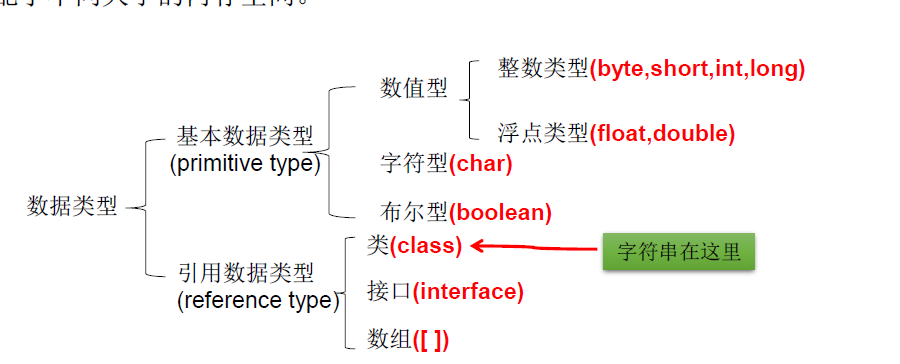 整数类型(byte,short,int,long)
数值型
浮点类型(float,double)
基本数据类型
(primitive type)
字符型(char)
布尔型(boolean)
数据类型
类(class)
字符串在这里
引用数据类型
(reference type)
接口(interface)
数组([ ])